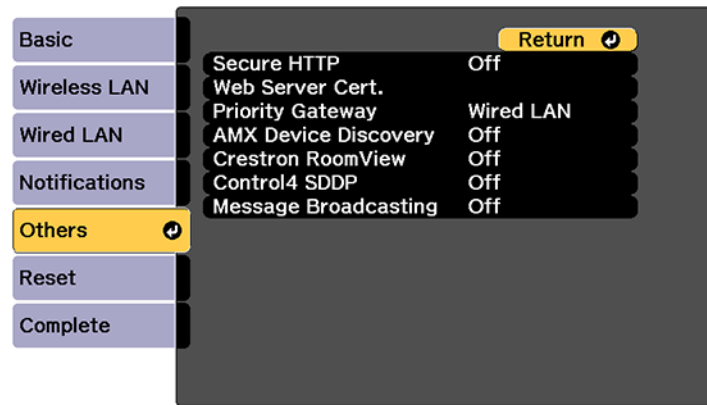 Basic
Wireless LAN
Wired LAN
Notifications
Others
Reset
Complete
Return
Secure HTTP Off
Web Server Cert.
Priority Gateway Wired LAN
AMX Device Discovery Off
Crestron RoomView Off
Control4 SDDP Off
Message Broadcasting Off